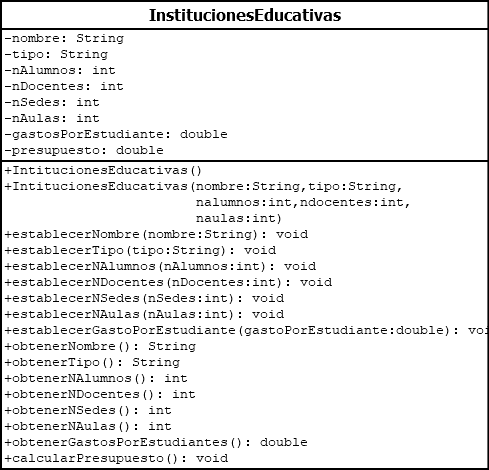 InstitucionesEducativas
-nombre: String
-tipo: String
-nAlumnos: int
-nDocentes: int
-nSedes: int
-nAulas: int
-gastosPorEstudiante: double
-presupuesto: double
+IntitucionesEducativas()
+IntitucionesEducativas(nombre:String,tipo:String,
nalumnos:int,ndocentes:int,
naulas:int)
+establecerNombre(nombre:String): void
+establecerTipo(tipo:String): void
+establecerNAlumnos(nAlumnos:int): void
+establecerNDocentes(nDocentes:int): void
+establecerNSedes(nSedes:int): void
+establecerNAulas(nAulas:int): void
+establecerGastoPorEstudiante(gastoPorEstudiante:double): voi
+obtenerNombre(): String
+obtenerTipo(): String
+obtenerNAlumnos(): int
+obtenerNDocentes(): int
+obtenerNSedes(): int
+obtenerNAulas(): int
+obtenerGastosPorEstudiantes(): double
+calcularPresupuesto(): void